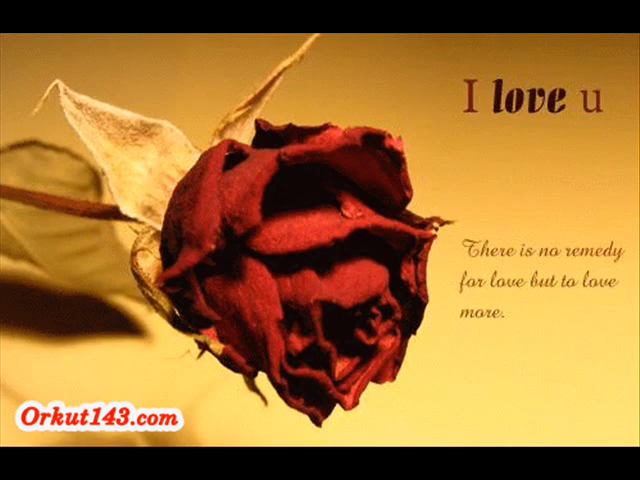 I love u
There is no remedy
for love but to love
more.
Orkut143.com